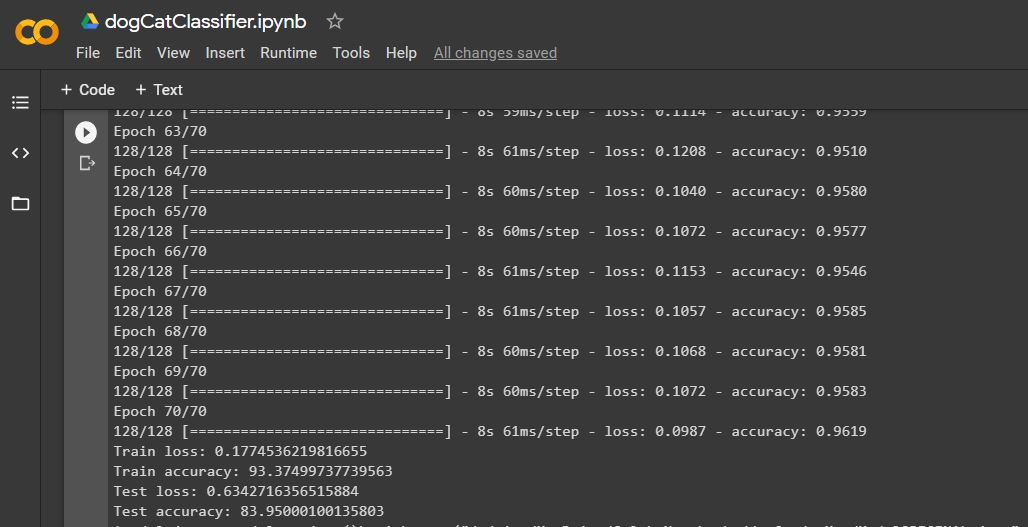 dogCatClassifier.ipynb
File Edit View Insert Runtime Tools Help All changes saved
+ Code + Text
128/128 [==============================] - 8s 59ms/step - loss: 0.1114 - accuracy: 0.9559
Epoch 63/70
128/128 [==============================] - 8s 61ms/step - loss: 0.1208 - accuracy: 0.9510
Epoch 64/70
128/128 [==============================] - 8s 60ms/step - loss: 0.1040 - accuracy: 0.9580
Epoch 65/70
128/128 [==============================] - 8s 60ms/step - loss: 0.1072 - accuracy: 0.9577
Epoch 66/70
128/128 [==============================] - 8s 61ms/step - loss: 0.1153 - accuracy: 0.9546
Epoch 67/70
128/128 [==============================] - 8s 61ms/step - loss: 0.1057 - accuracy: 0.9585
Epoch 68/70
128/128 [==============================] - 8s 60ms/step - loss: 0.1068 - accuracy: 0.9581
Epoch 69/70
128/128 [==============================] - 8s 60ms/step - loss: 0.1072 - accuracy: 0.9583
Epoch 70/70
128/128 [==============================] - 8s 61ms/step - loss: 0.0987 - accuracy: 0.9619
Train loss: 0.1774536219816655
Train accuracy: 93.37499737739563
Test loss: 0.6342716356515884
Test accuracy: 83.95000100135803